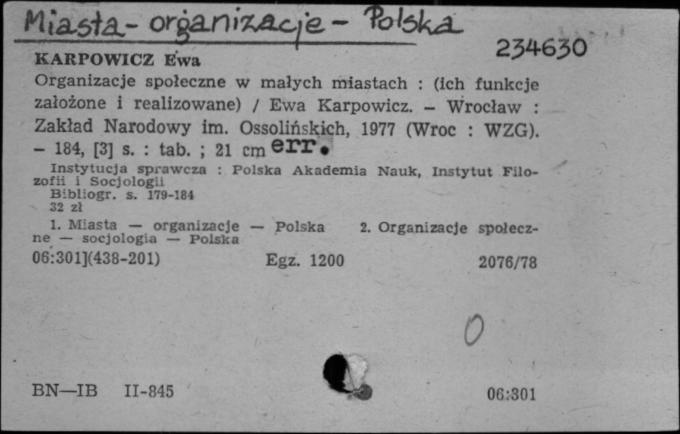 Miasta - organizacje - Polska
234630
KARPOWICZ Ewa
Organizacje społeczne w małych miastach : (ich funkcje
założone i realizowane) / Ewa Karpowicz. — Wrocław :
Zakład Narodowy im. Ossolińskich, 1977 (Wroc : WZG).
— 184, [3] s. : tab. ; 21 cm err.
Instytucja sprawcza : Polska Akademia Nauk, Instytut Filo-
zofii i Socjologii
Bibliogr. s. 179-184
32 zł
1. Miasta — organizacje — Polska 2. Organizacje społecz-
ne — socjologia — Polska
06:301](438-201) Egz. 1200 2076/78
0
BN—IB II-845 06:301